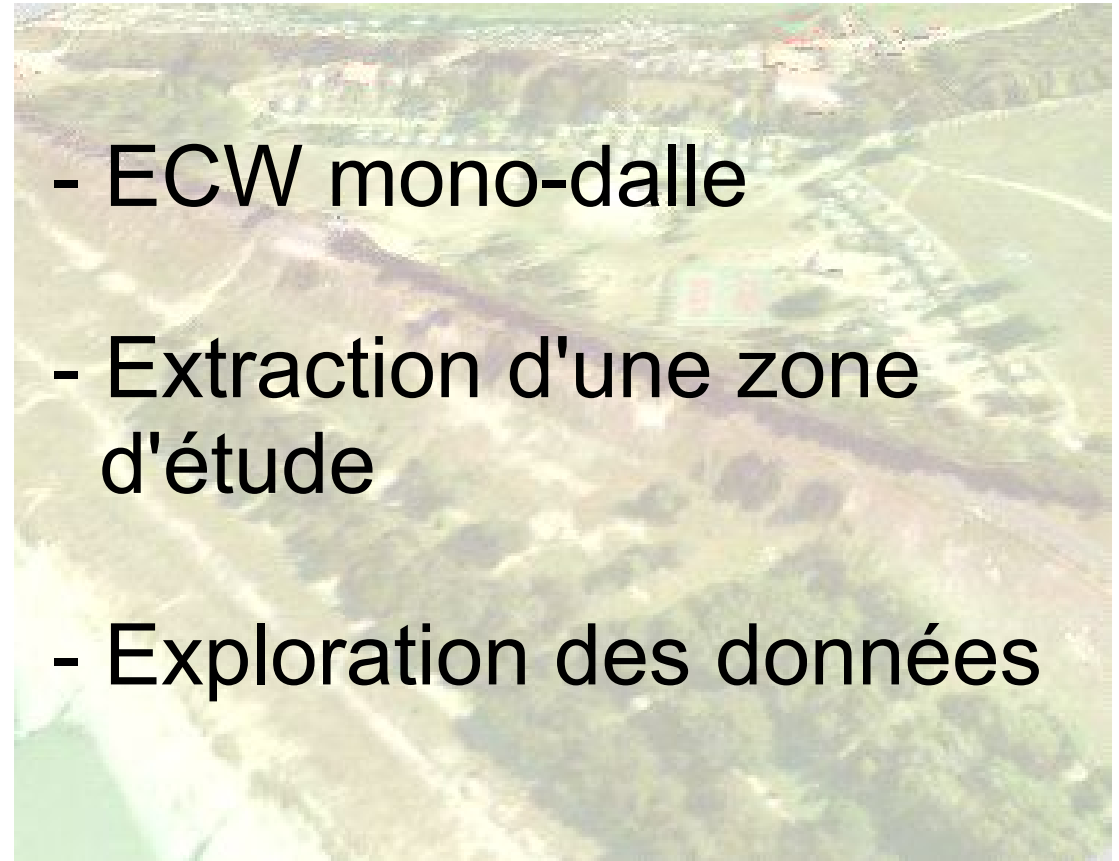 - ECW mono-dalle
- Extraction d'une zone
d'étude
- Exploration des données